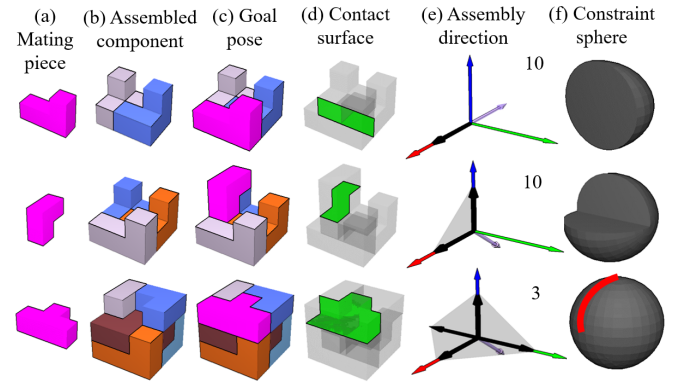 (a)
Mating
piece
(b) Assembled
component
(c) Goal
pose
(d) Contact
surface
(e) Assembly
direction
(f) Constraint
sphere
10
10
3